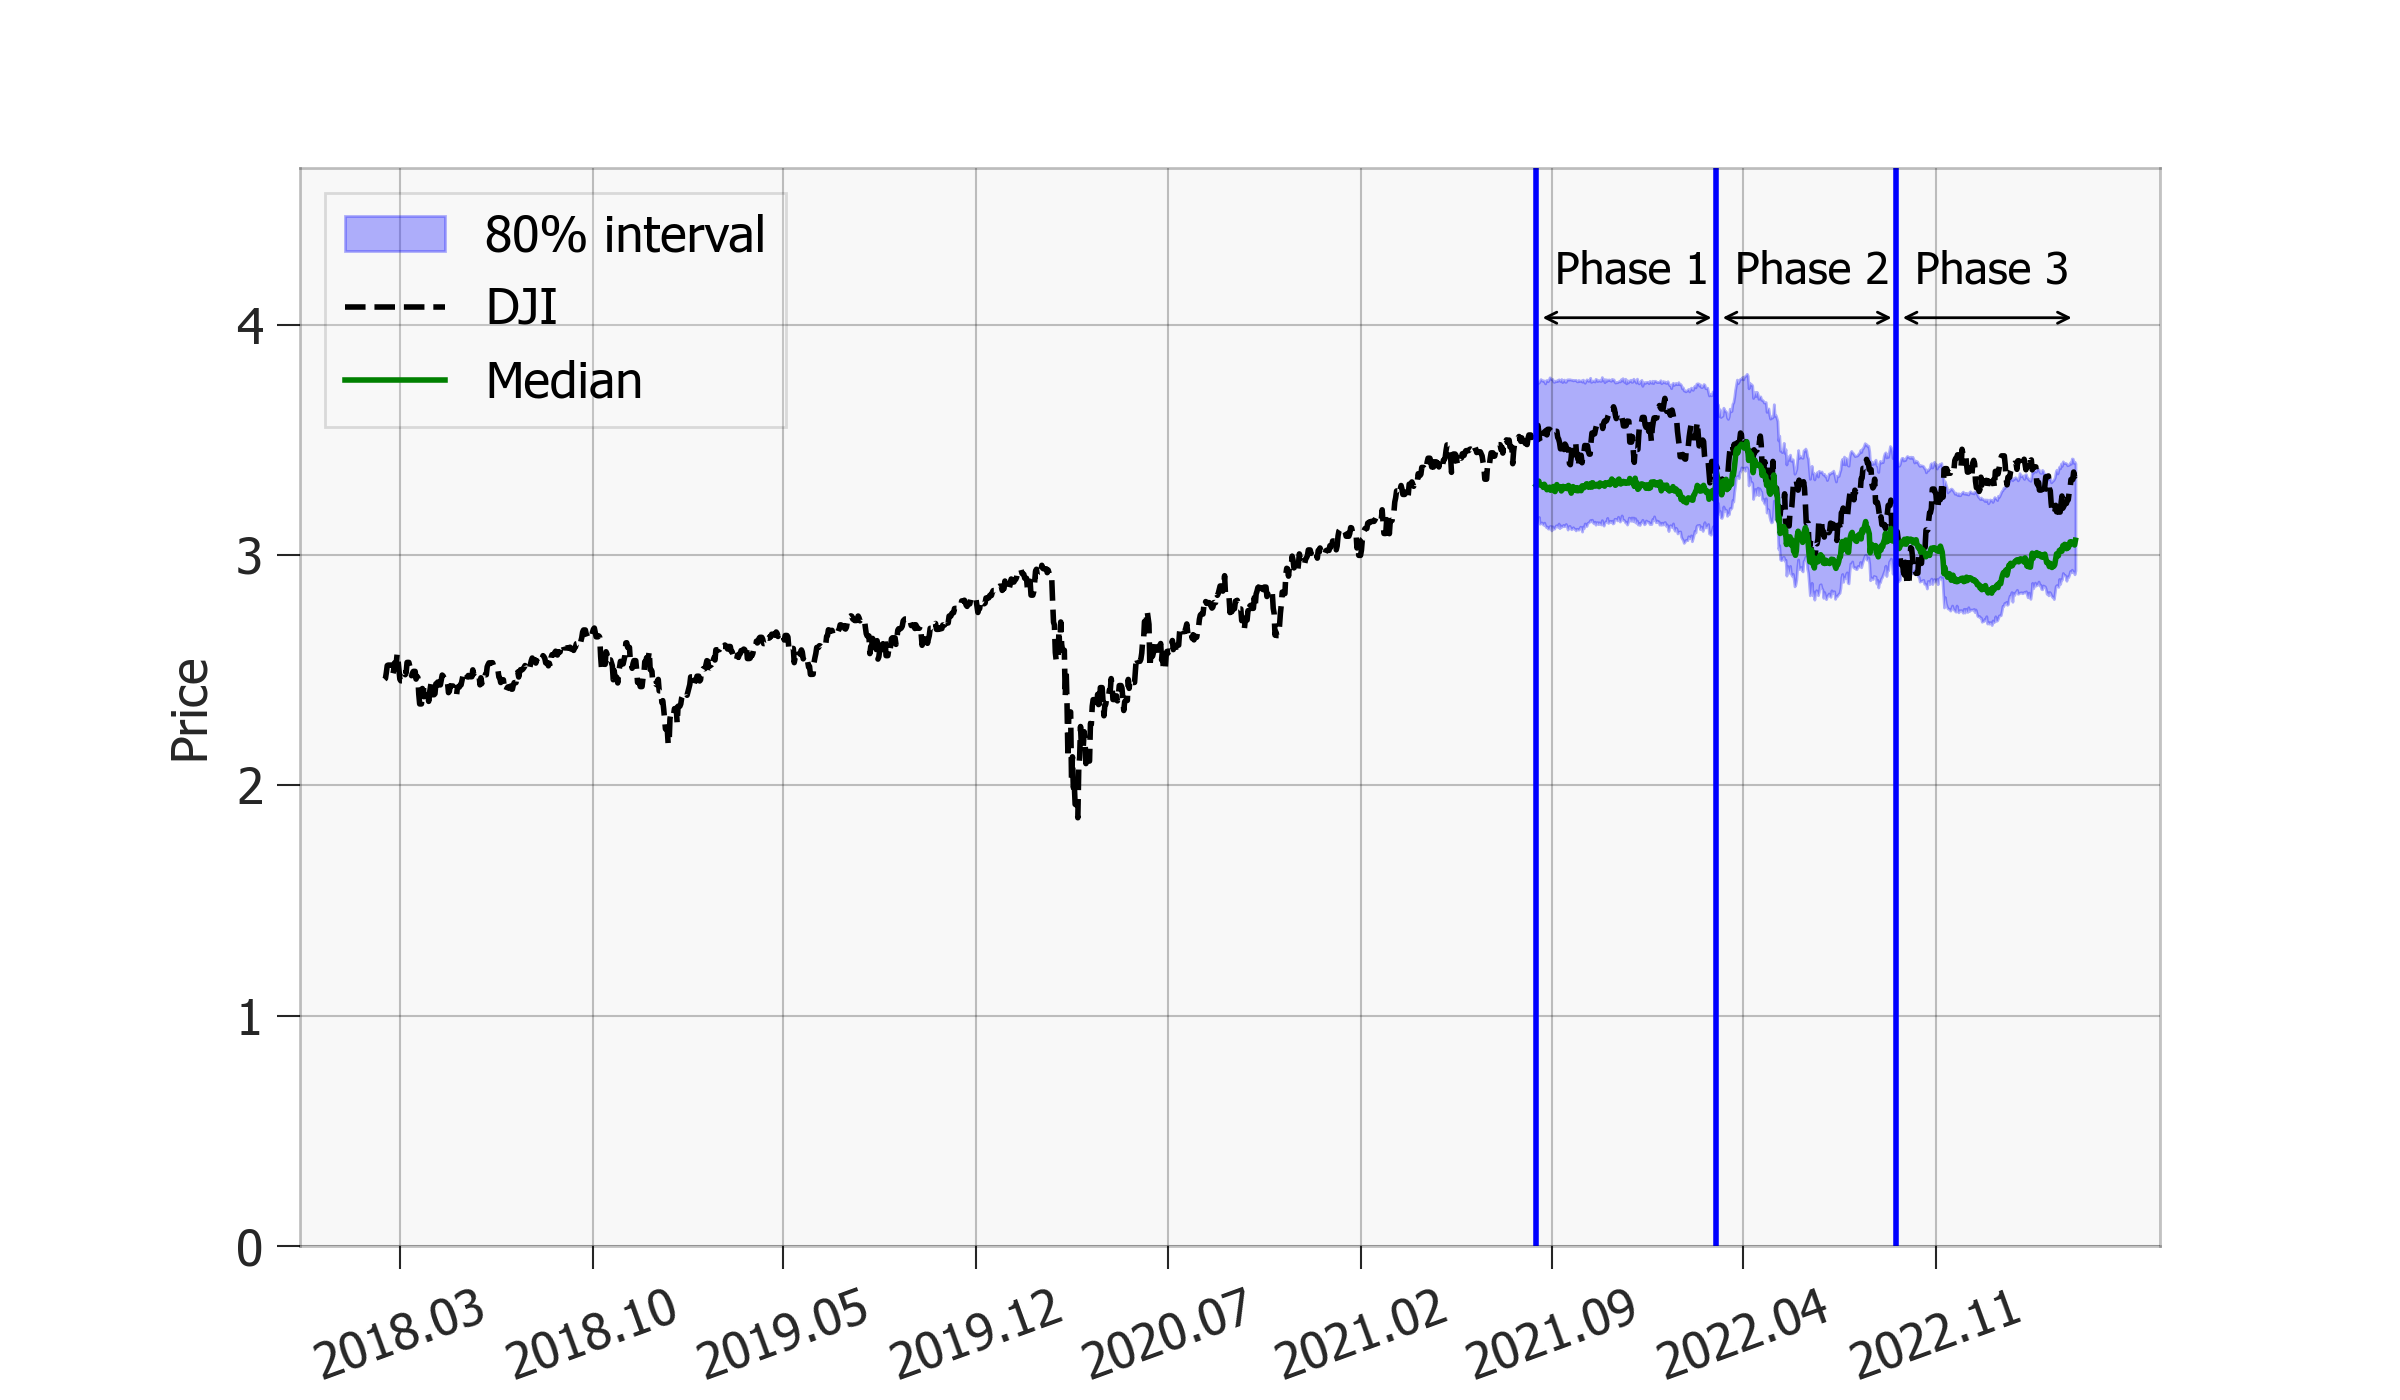 80% interval
DJI
Median
Phase 1
Phase 2
Phase 3
Price
4
3
2
1
0
2018.03
2018.10
2019.05
2019.12
2020.07
2021.02
2021.09
2022.04
2022.11